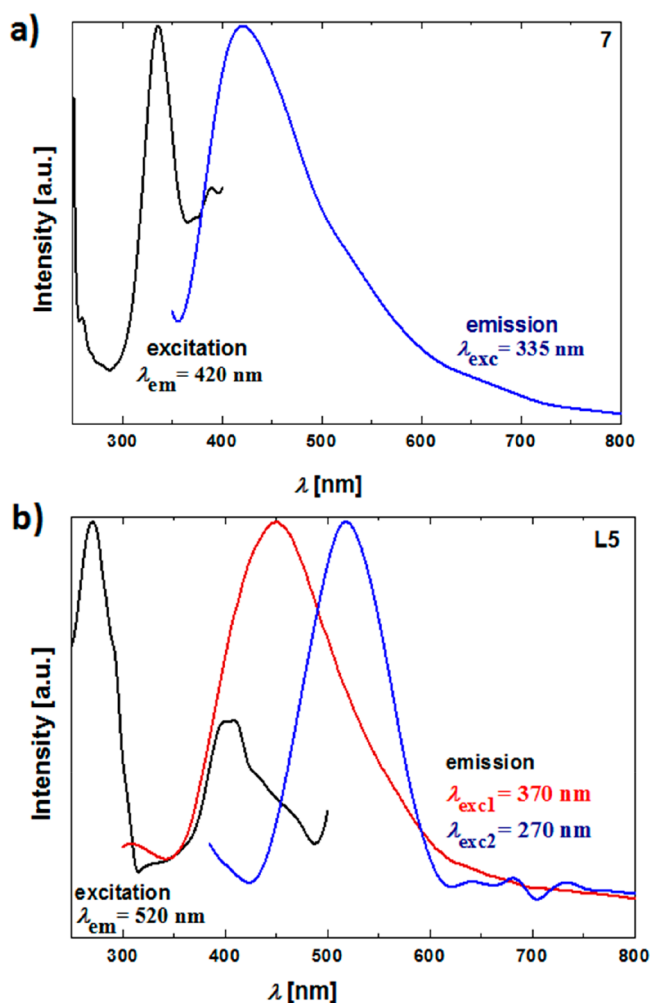 a)
7
Intensity [a.u.]
excitation
λem = 420 nm
emission
λexc = 335 nm
300 400 500 600 700 800
λ [nm]
b)
L5
Intensity [a.u.]
emission
λexc1 = 370 nm
λexc2 = 270 nm
excitation
λem = 520 nm
300 400 500 600 700 800
λ [nm]